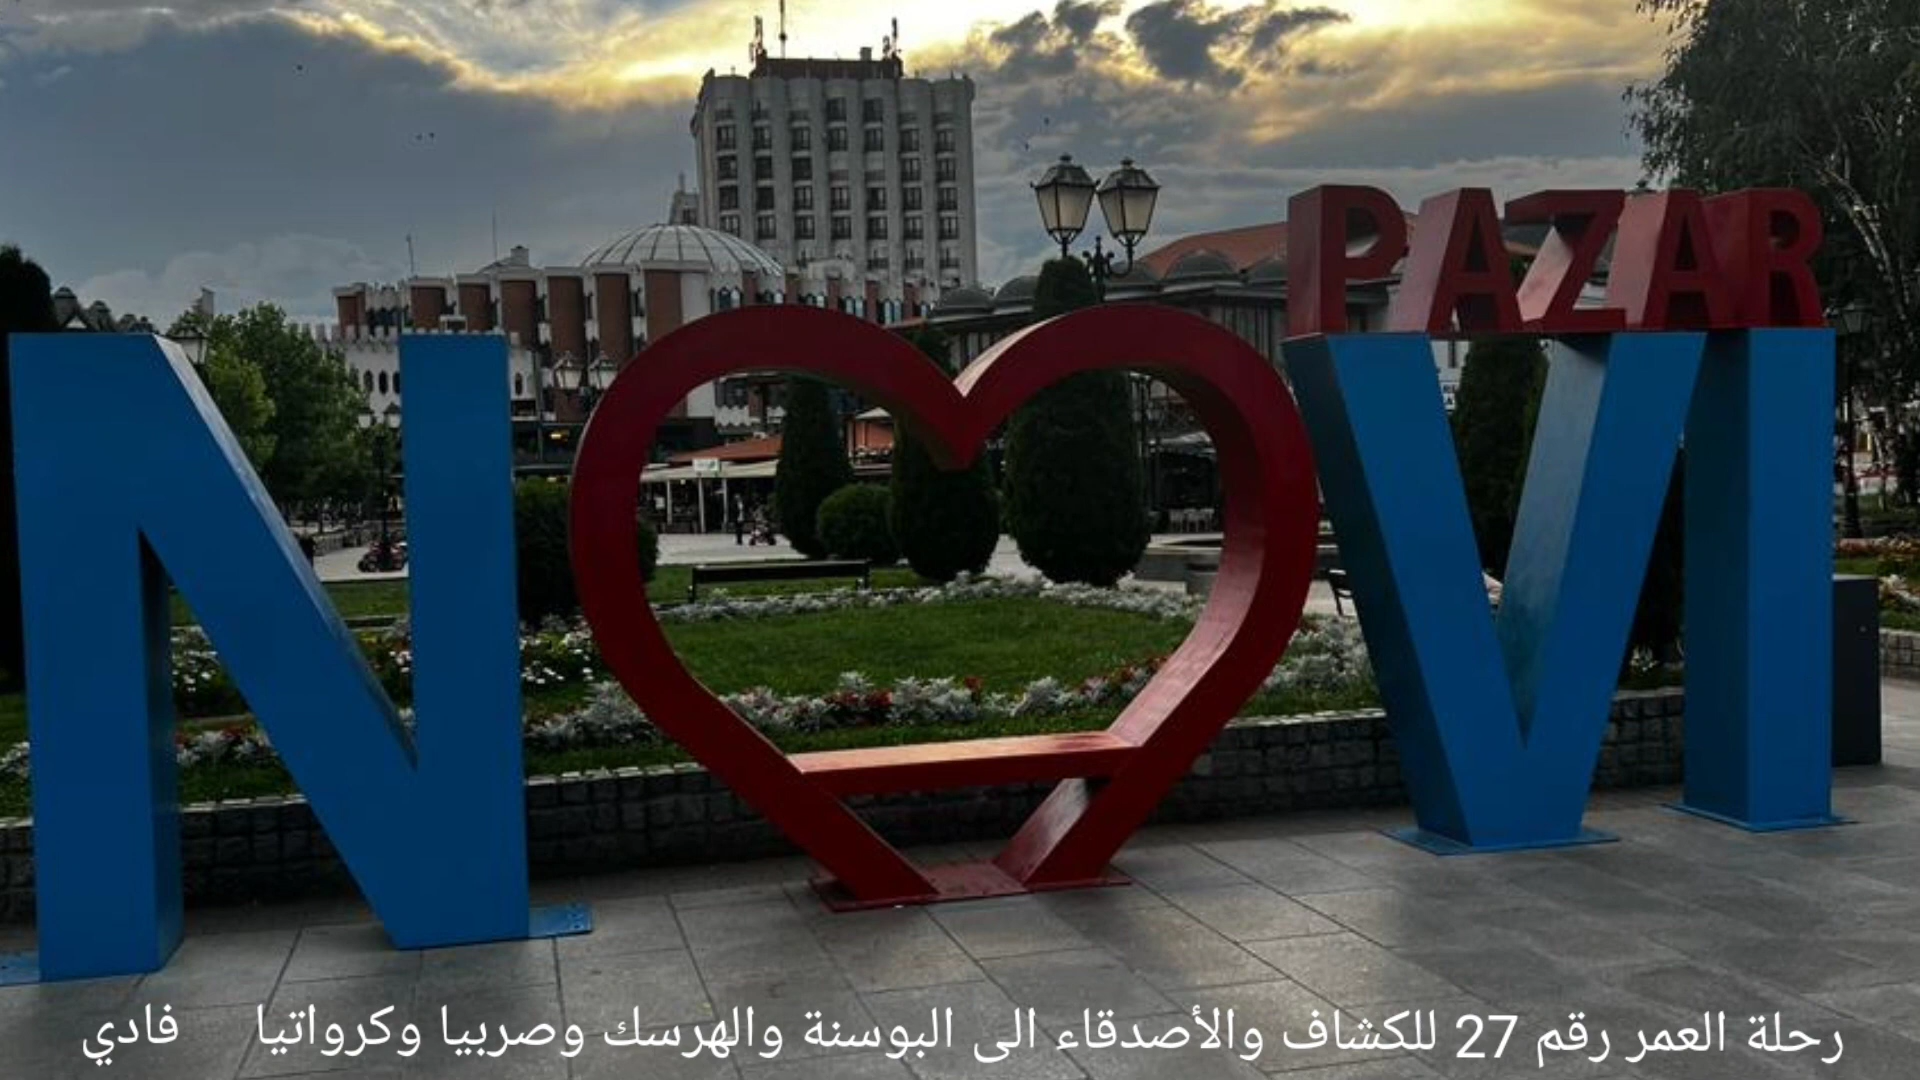 PAZAR
N VI
رحلة العمر رقم 27 للكشاف والأصدقاء الى البوسنة والهرسك وصربيا وكرواتيا فادي